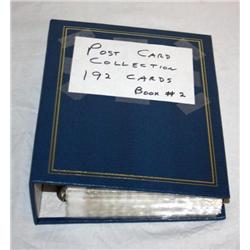 POST CARD
COLLECTION
192 CARDS
BOOK #2